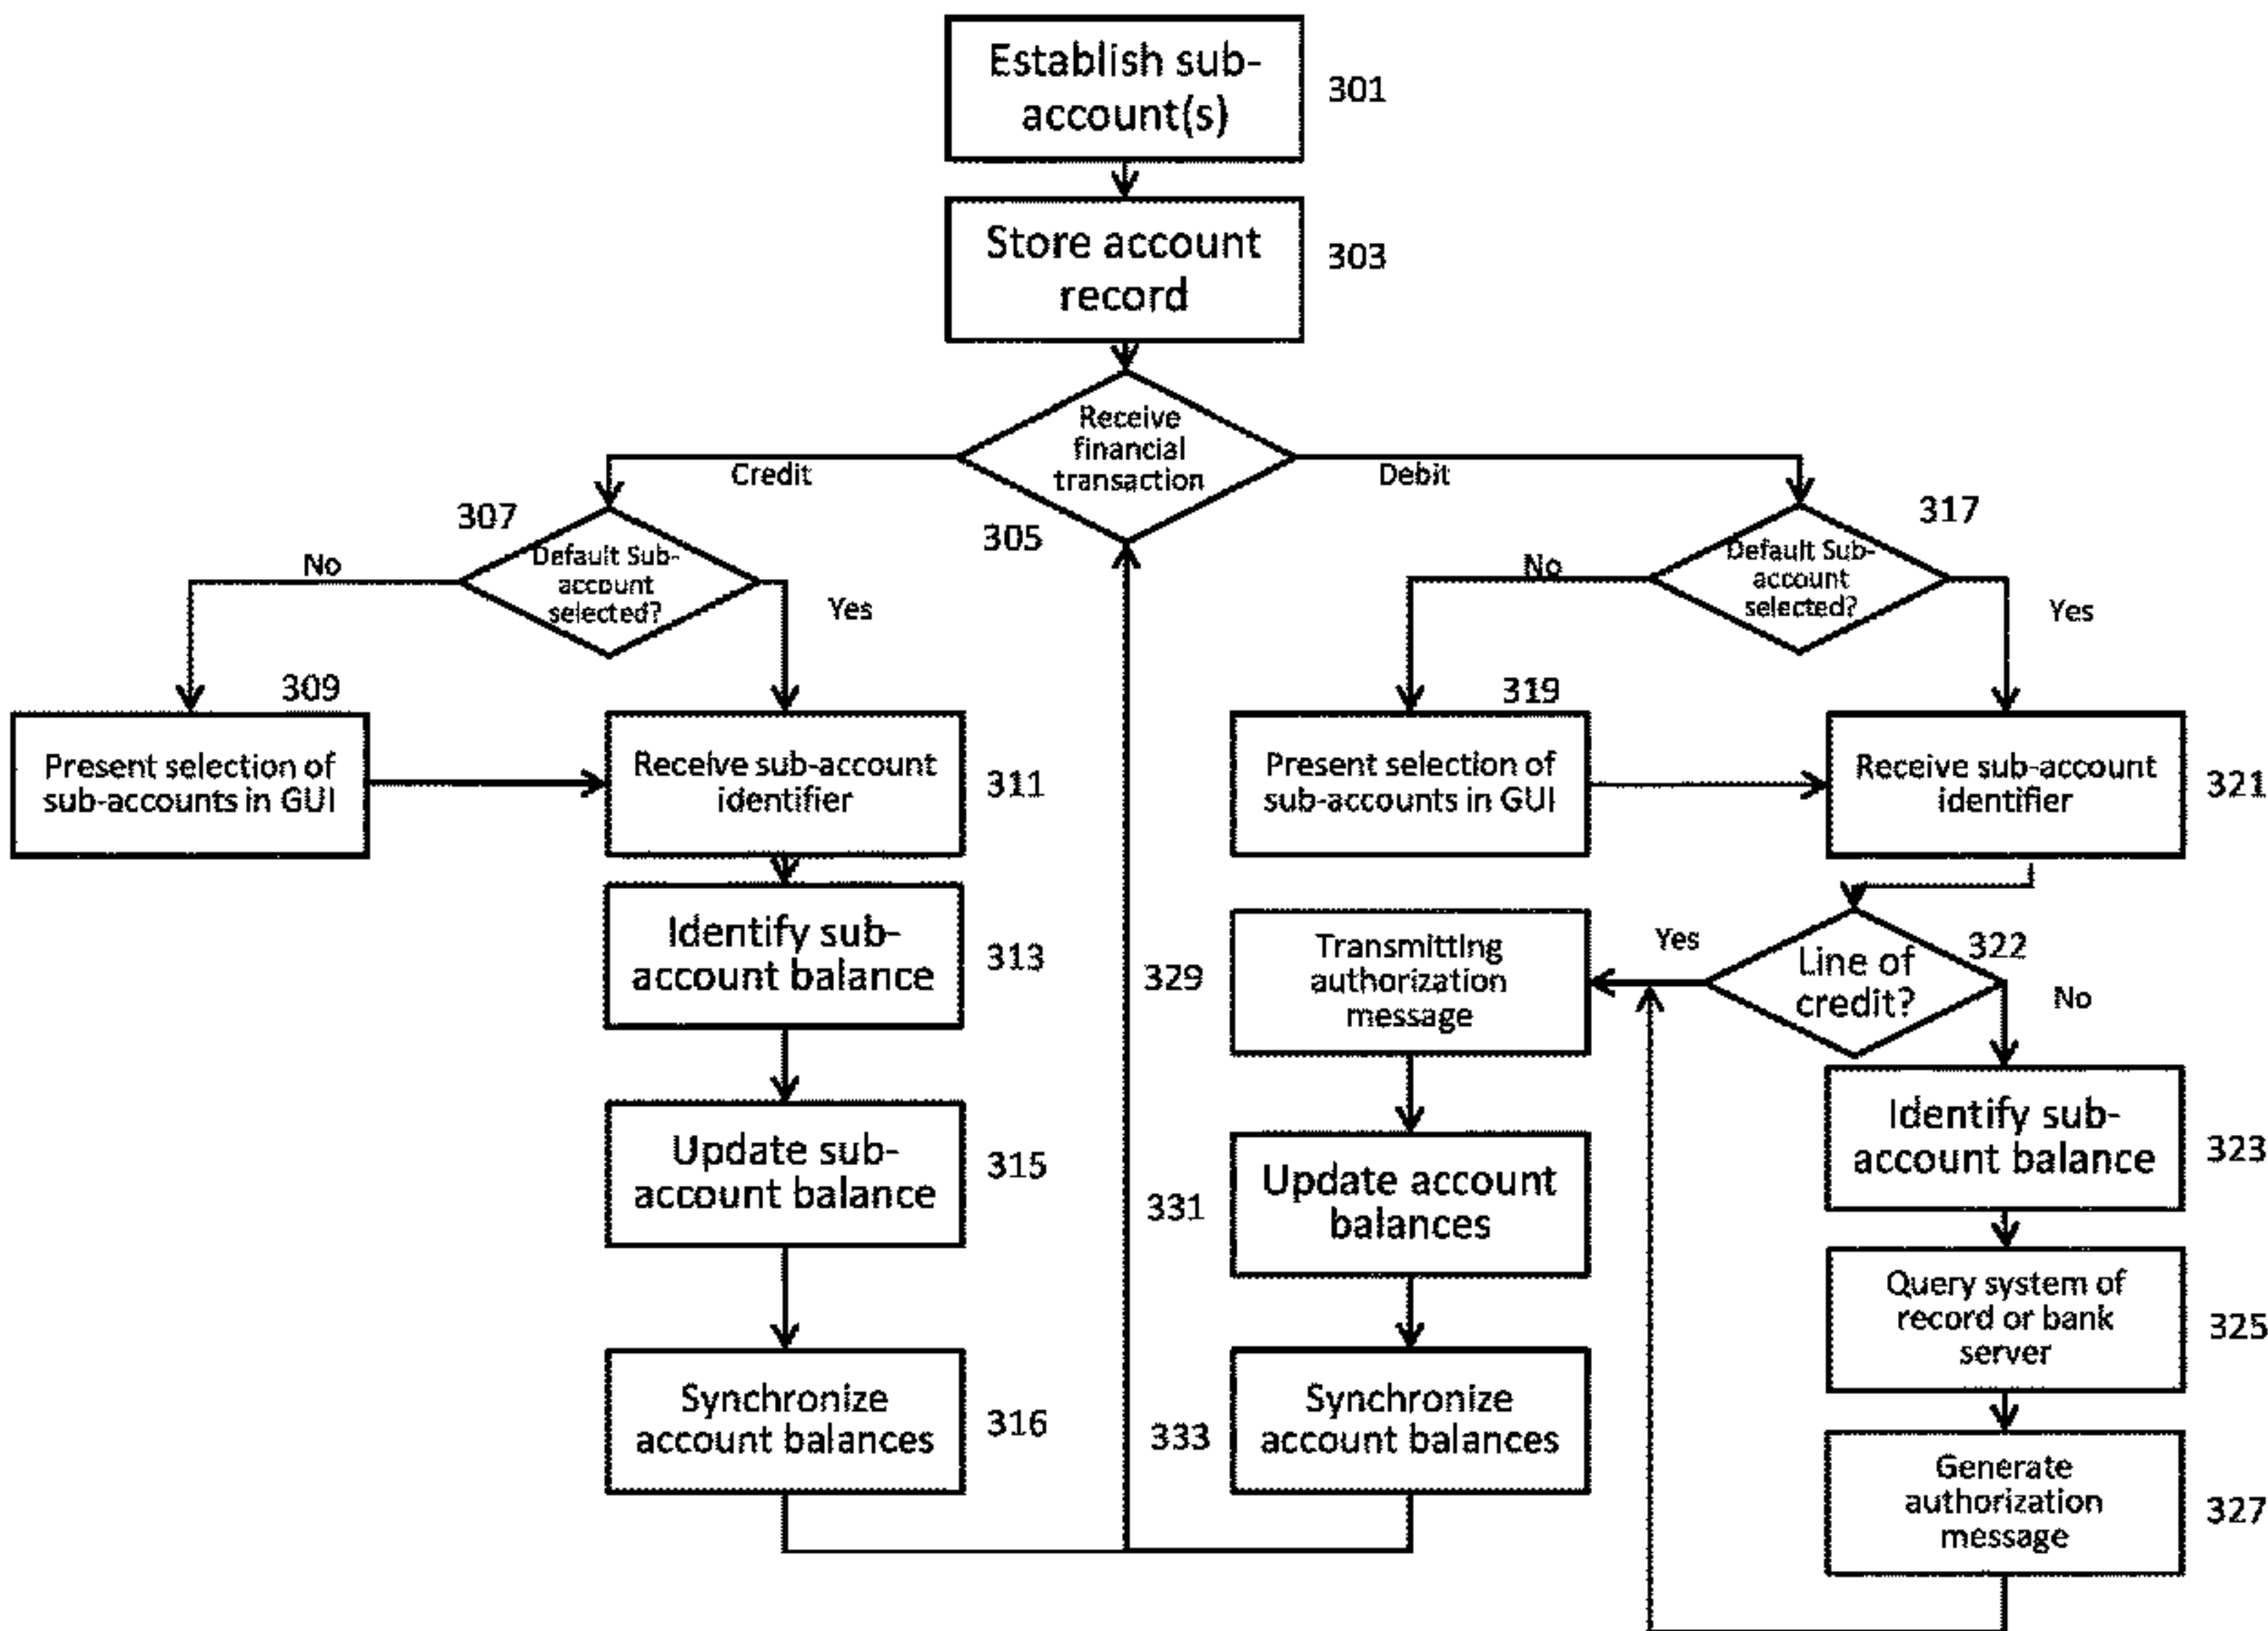 Establish sub-
account(s)
301
Store account
record
303
Receive
financial
transaction
305
Credit
Debit
307
Default Sub-
account
selected?
No
Yes
317
Default Sub-
account
selected?
No
Yes
309
Present selection of
sub-accounts in GUI
Receive sub-account
identifier
311
319
Present selection of
sub-accounts in GUI
Receive sub-account
identifier
321
Identify sub-
account balance
313
Update sub-
account balance
315
Synchronize
account balances
316
322
Line of
credit?
Yes
No
Transmitting
authorization
message
329
Update account
balances
331
Synchronize
account balances
333
Identify sub-
account balance
323
Query system of
record or bank
server
325
Generate
authorization
message
327